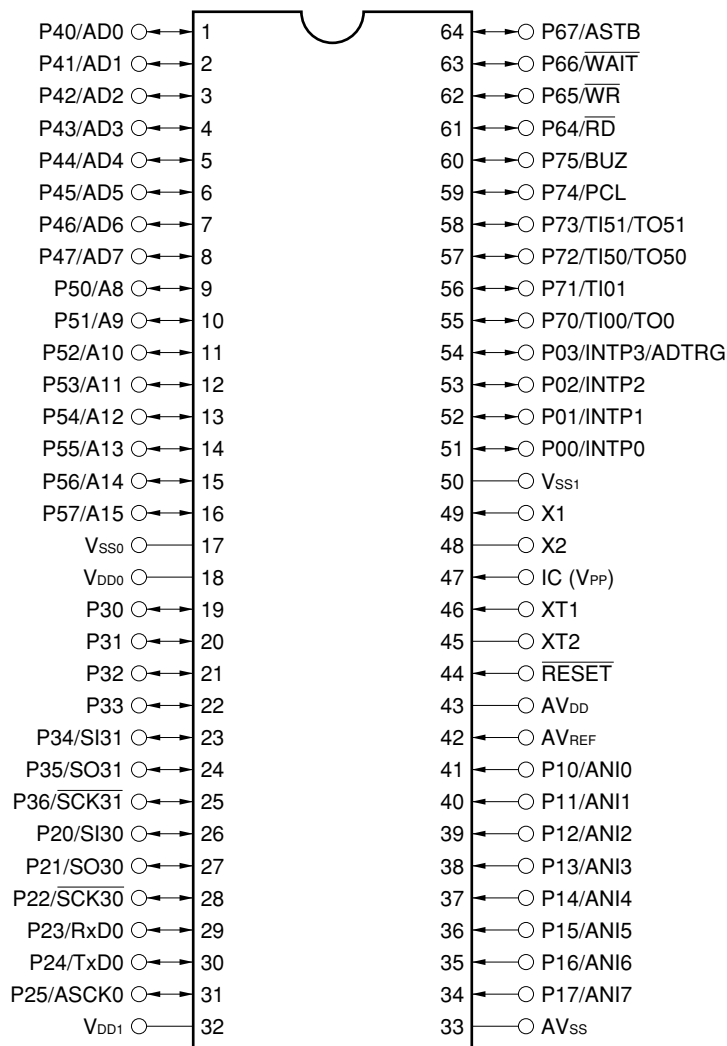 P40/AD0 1 64 P67/ASTB
P41/AD1 2 63 P66/WAIT
P42/AD2 3 62 P65/WR
P43/AD3 4 61 P64/RD
P44/AD4 5 60 P75/BUZ
P45/AD5 6 59 P74/PCL
P46/AD6 7 58 P73/TI51/TO51
P47/AD7 8 57 P72/TI50/TO50
P50/A8 9 56 P71/TI01
P51/A9 10 55 P70/TI00/TO0
P52/A10 11 54 P03/INTP3/ADTRG
P53/A11 12 53 P02/INTP2
P54/A12 13 52 P01/INTP1
P55/A13 14 51 P00/INTP0
P56/A14 15 50 VSS1
P57/A15 16 49 X1
VSS0 17 48 X2
VDD0 18 47 IC (VPP)
P30 19 46 XT1
P31 20 45 XT2
P32 21 44 RESET
P33 22 43 AVDD
P34/SI31 23 42 AVREF
P35/SO31 24 41 P10/ANI0
P36/SCK31 25 40 P11/ANI1
P20/SI30 26 39 P12/ANI2
P21/SO30 27 38 P13/ANI3
P22/SCK30 28 37 P14/ANI4
P23/RxD0 29 36 P15/ANI5
P24/TxD0 30 35 P16/ANI6
P25/ASCK0 31 34 P17/ANI7
VDD1 32 33 AVSS